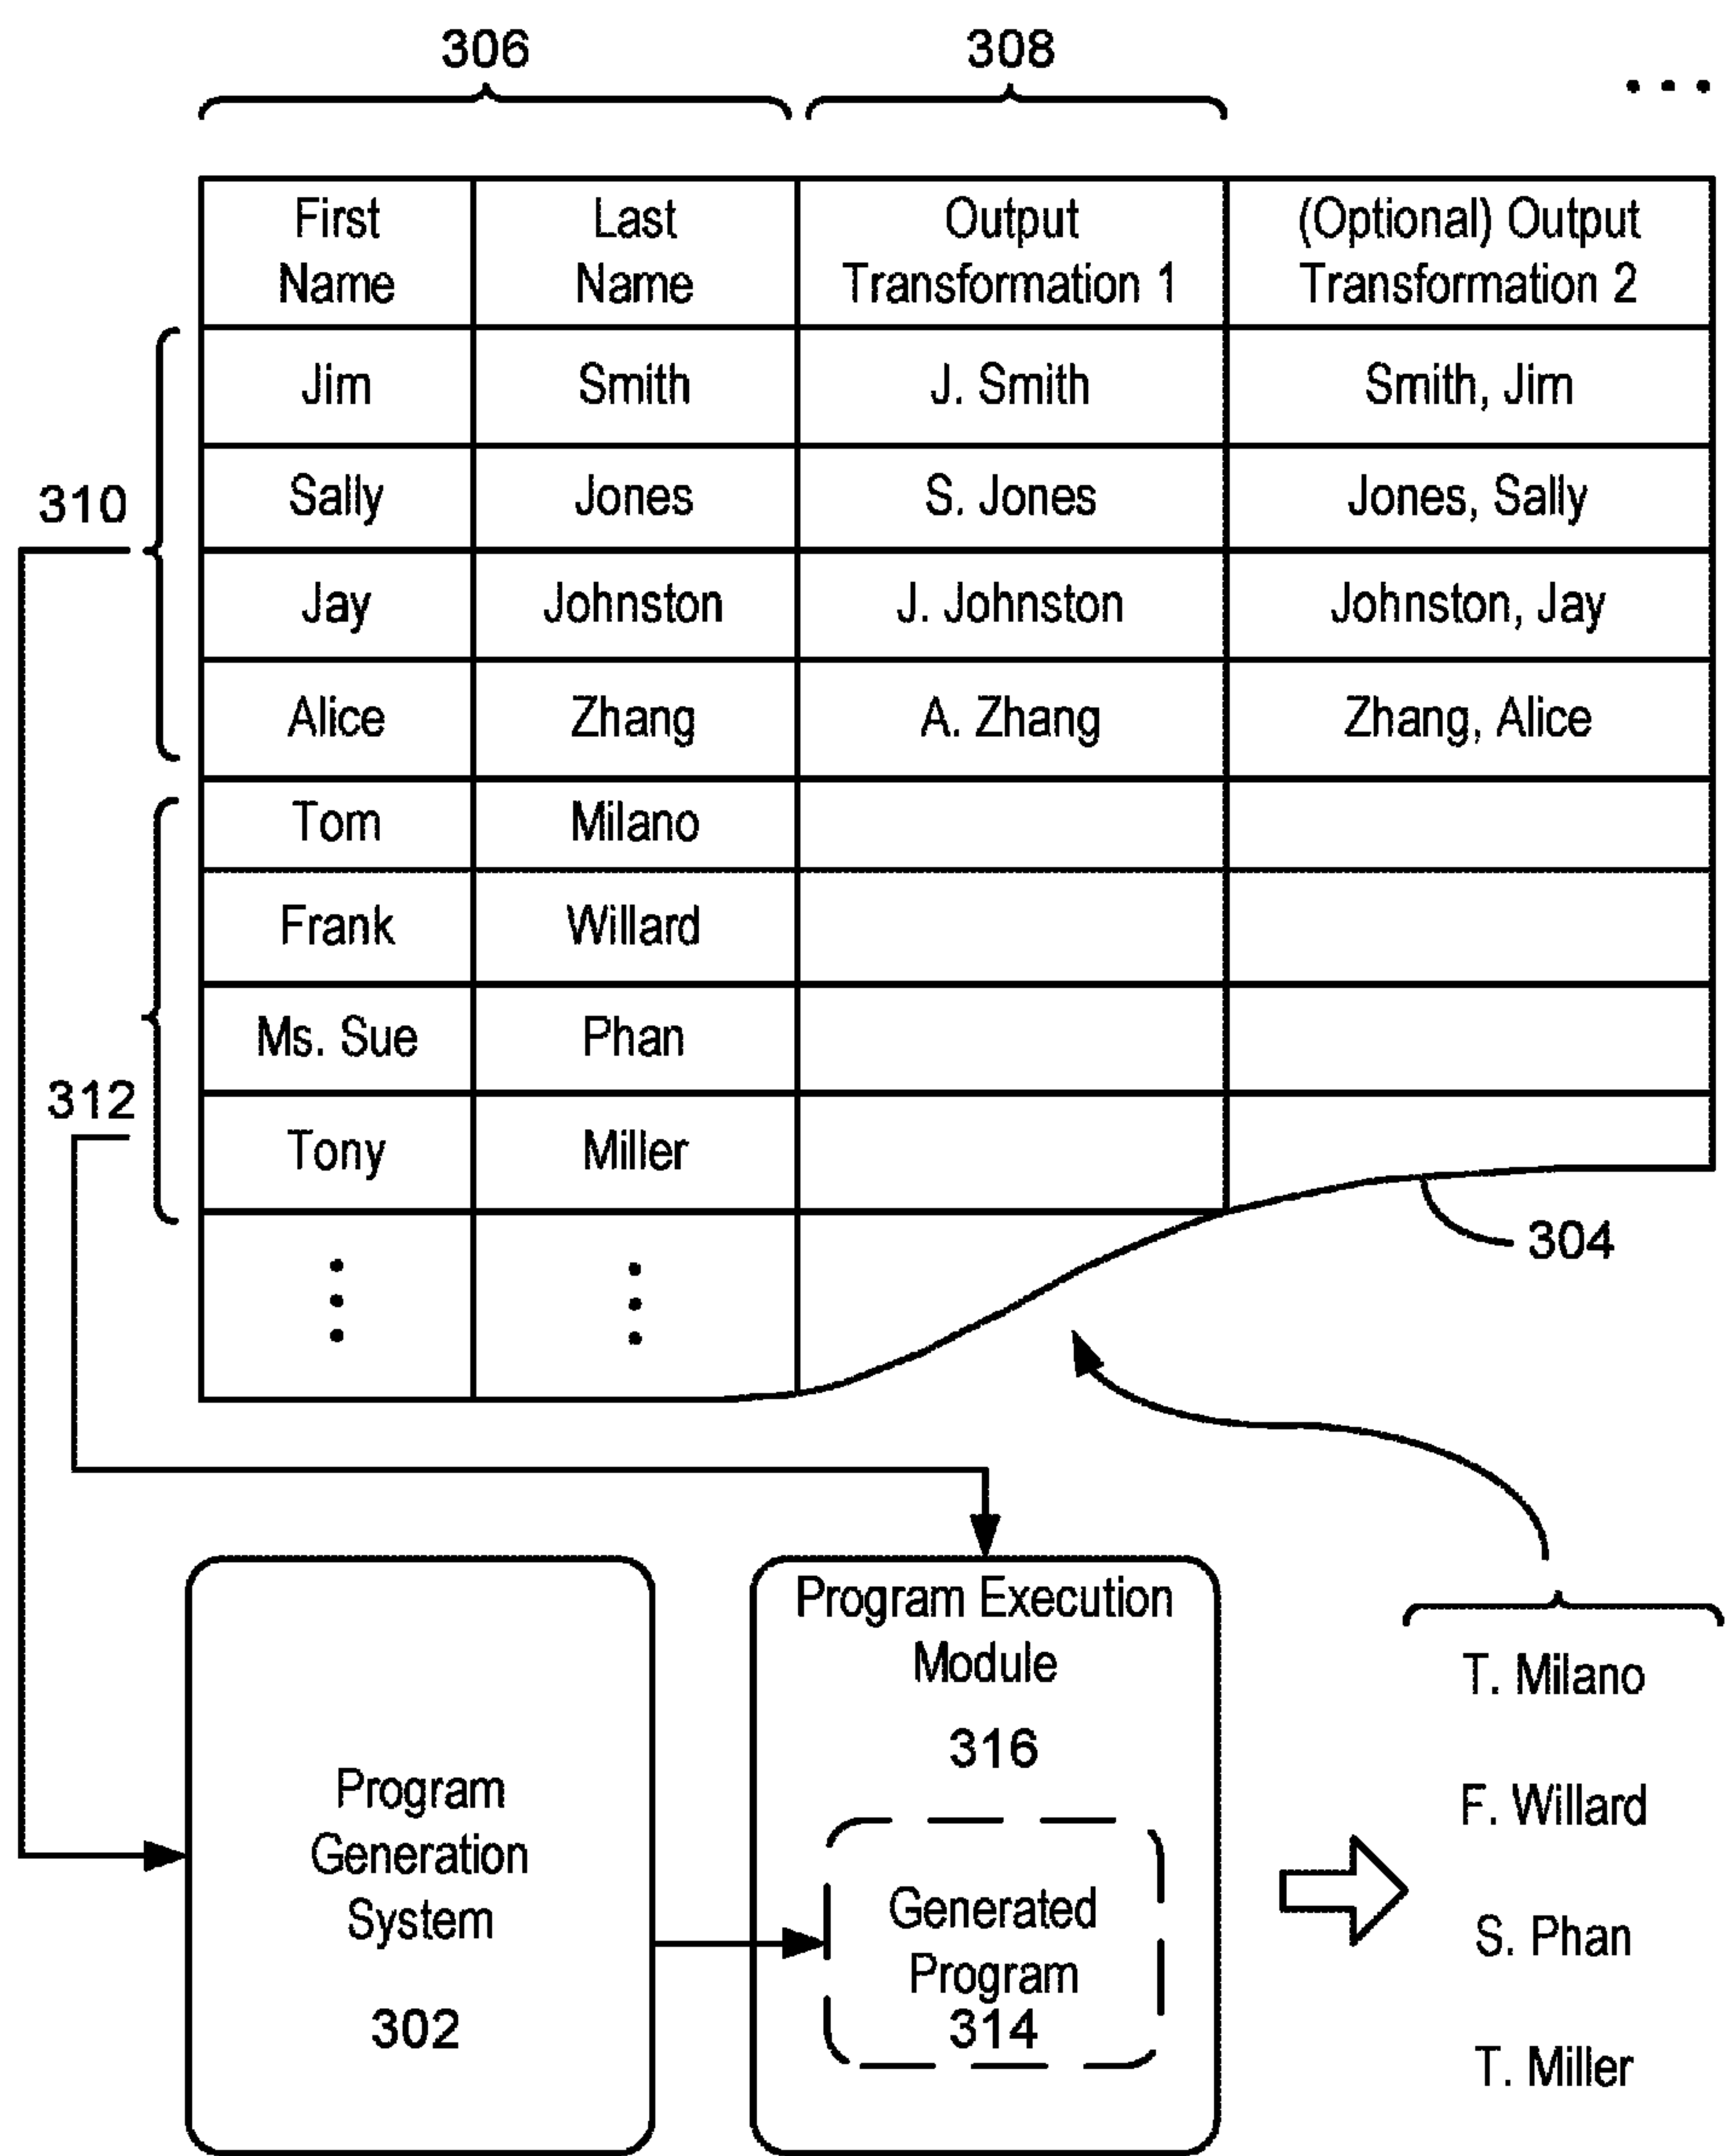 306 308 . . .
First Name Last Name Output Transformation 1 (Optional) Output Transformation 2
Jim Smith J. Smith Smith, Jim
Sally Jones S. Jones Jones, Sally
310
Jay Johnston J. Johnston Johnston, Jay
Alice Zhang A. Zhang Zhang, Alice
Tom Milano
Frank Willard
Ms. Sue Phan
312
Tony Miller
304
Program
Generation
System
302
Program Execution
Module
316
Generated
Program
314
T. Milano
F. Willard
S. Phan
T. Miller